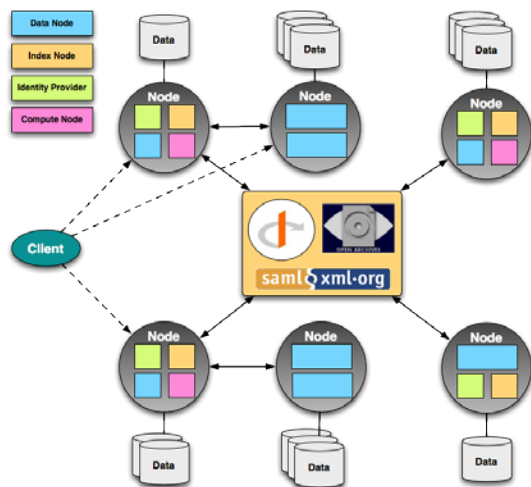 Data Node
Index Node
Identity Provider
Compute Node
Data
Data
Data
Node
Node
Node
Client
OPEN ARCHIVES
saml xml.org
Node
Node
Node
Data
Data
Data